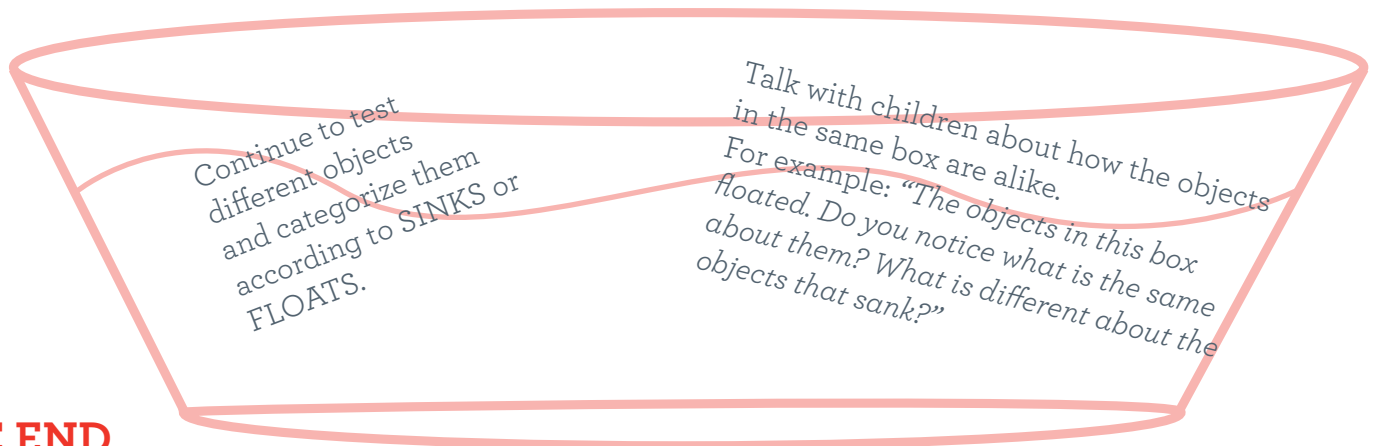 Continue to test
different objects
and categorize them
according to SINKS or
FLOATS.
Talk with children about how the objects
in the same box are alike.
For example: “The objects in this box
floated. Do you notice what is the same
about them? What is different about the
objects that sank?”
END